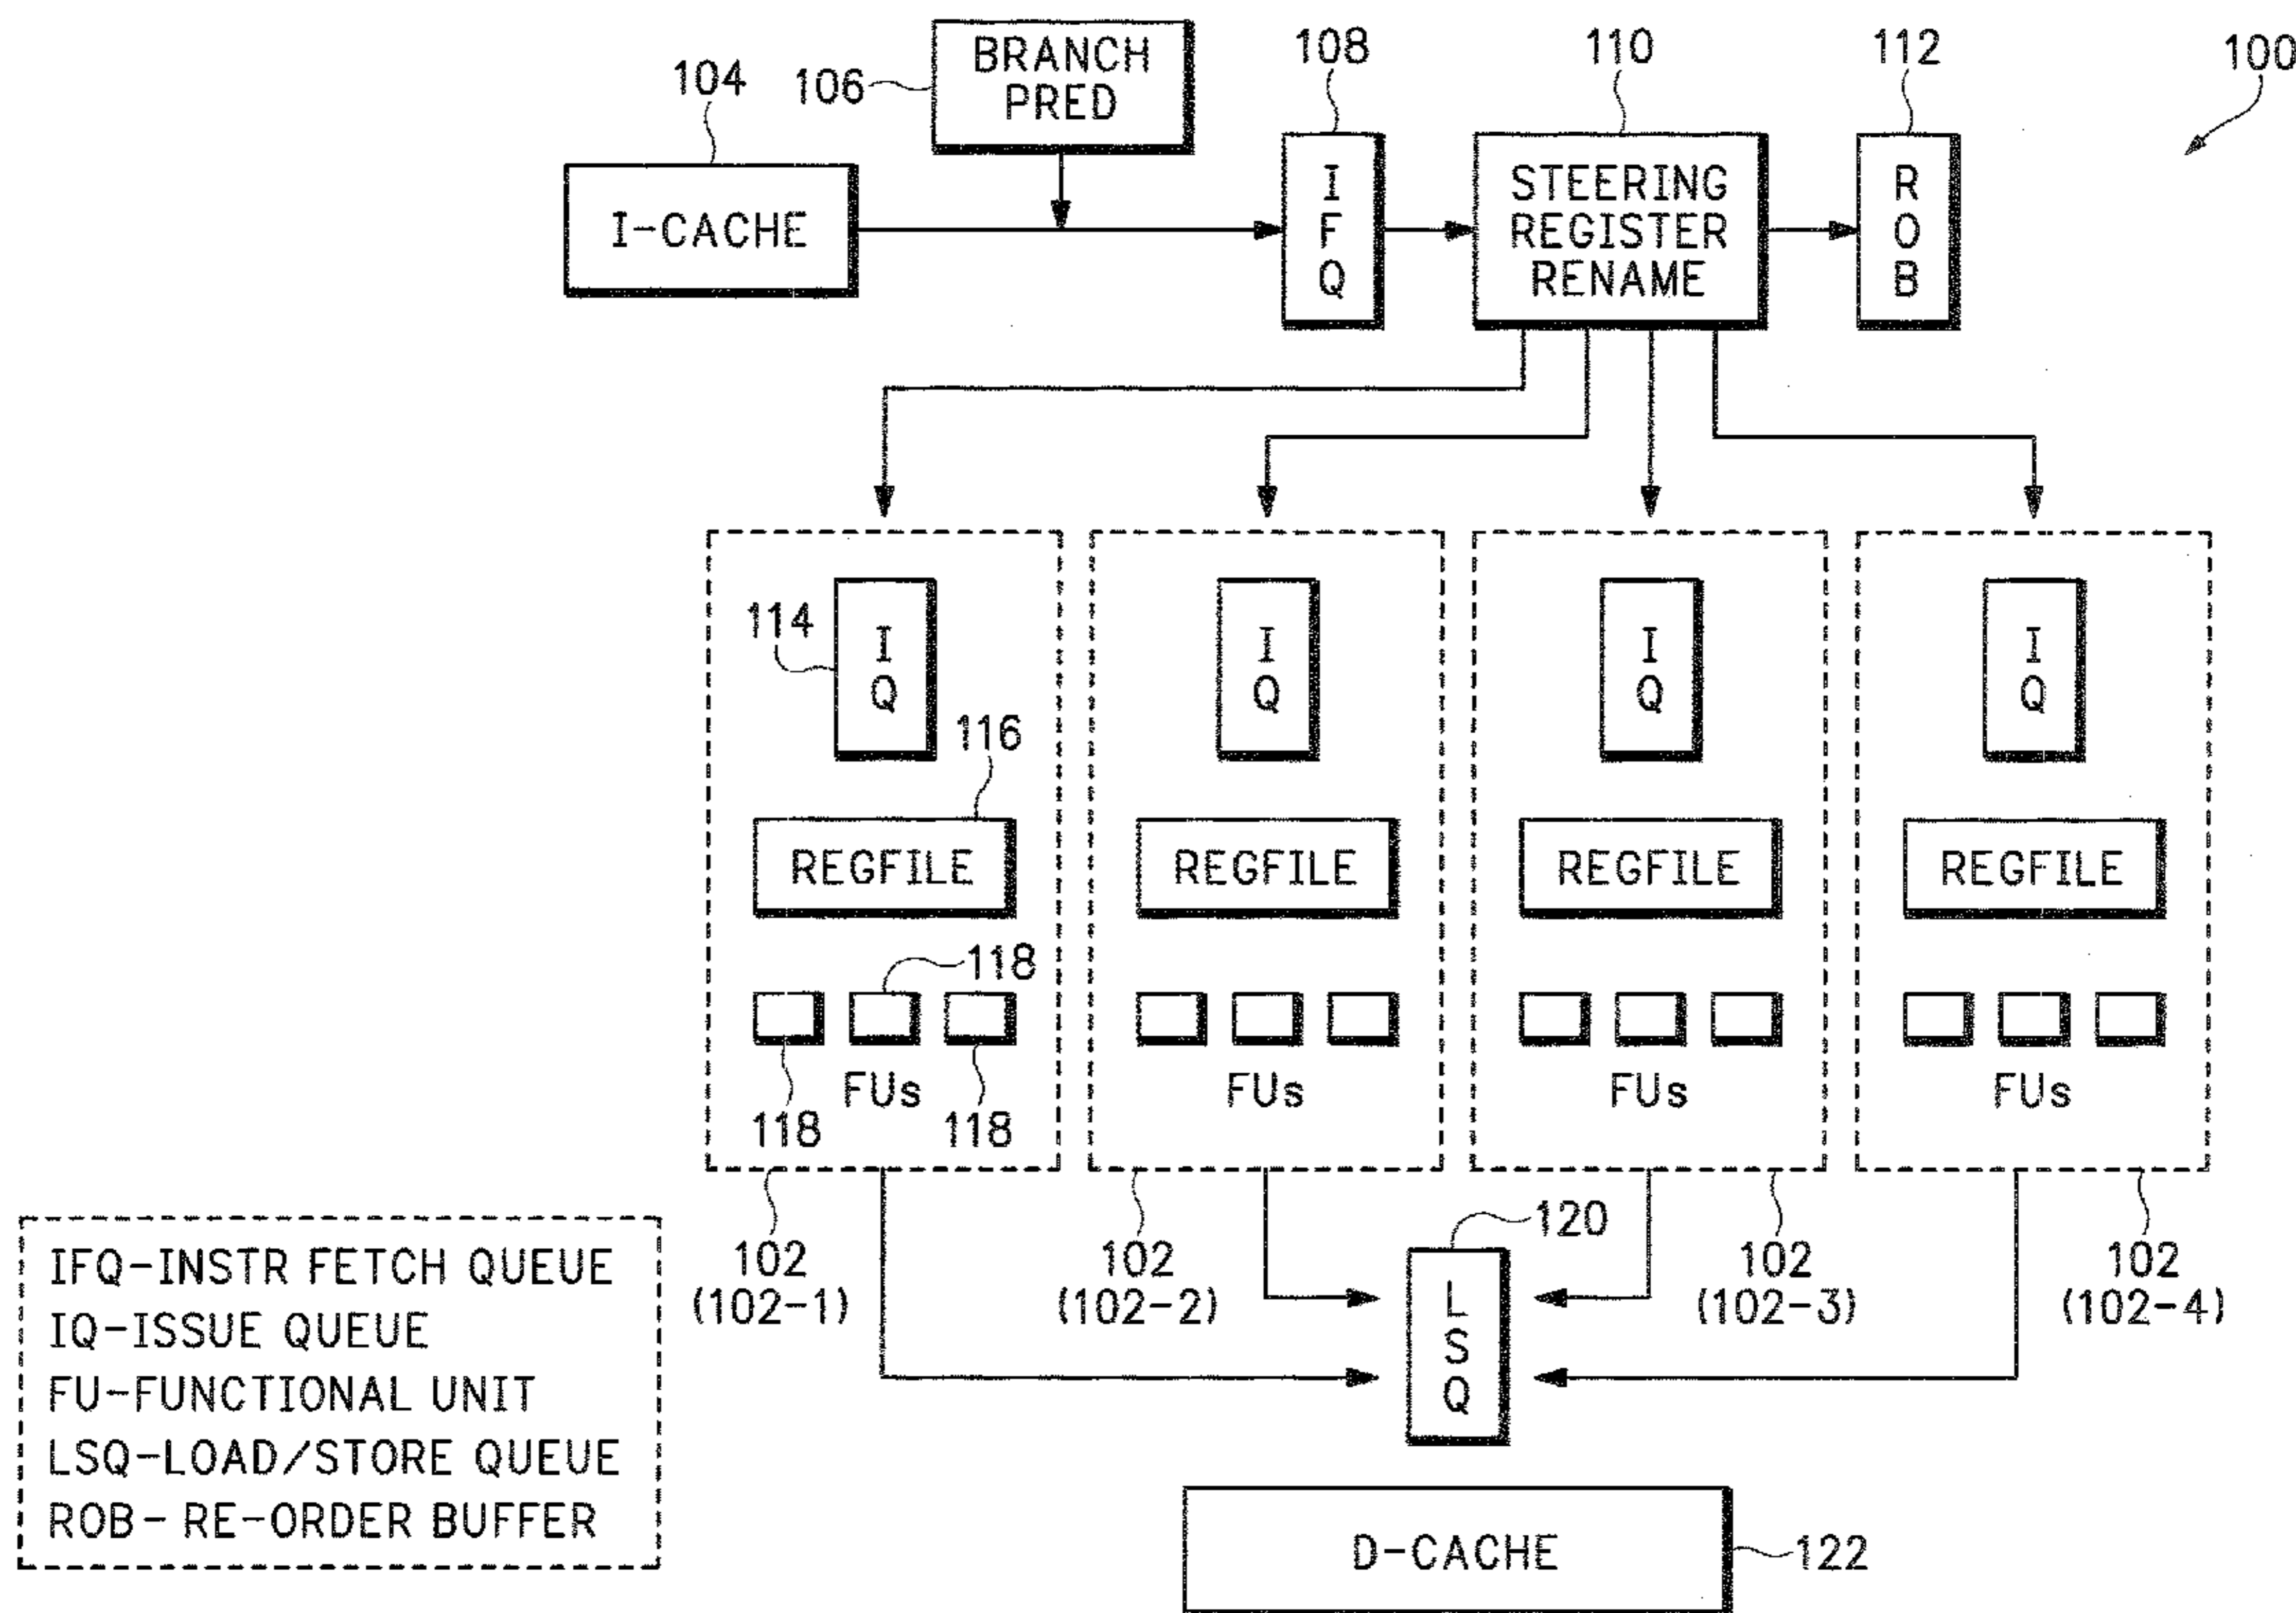 BRANCH
PRED
104
106
108
110
112
100
I-CACHE
I
F
Q
STEERING
REGISTER
RENAME
R
O
B
114
I
Q
I
Q
I
Q
I
Q
116
REGFILE
REGFILE
REGFILE
REGFILE
118
FUs
FUs
FUs
FUs
118
118
102
(102-1)
102
(102-2)
120
102
(102-3)
102
(102-4)
L
S
Q
IFQ-INSTR FETCH QUEUE
IQ-ISSUE QUEUE
FU-FUNCTIONAL UNIT
LSQ-LOAD/STORE QUEUE
ROB- RE-ORDER BUFFER
D-CACHE
122